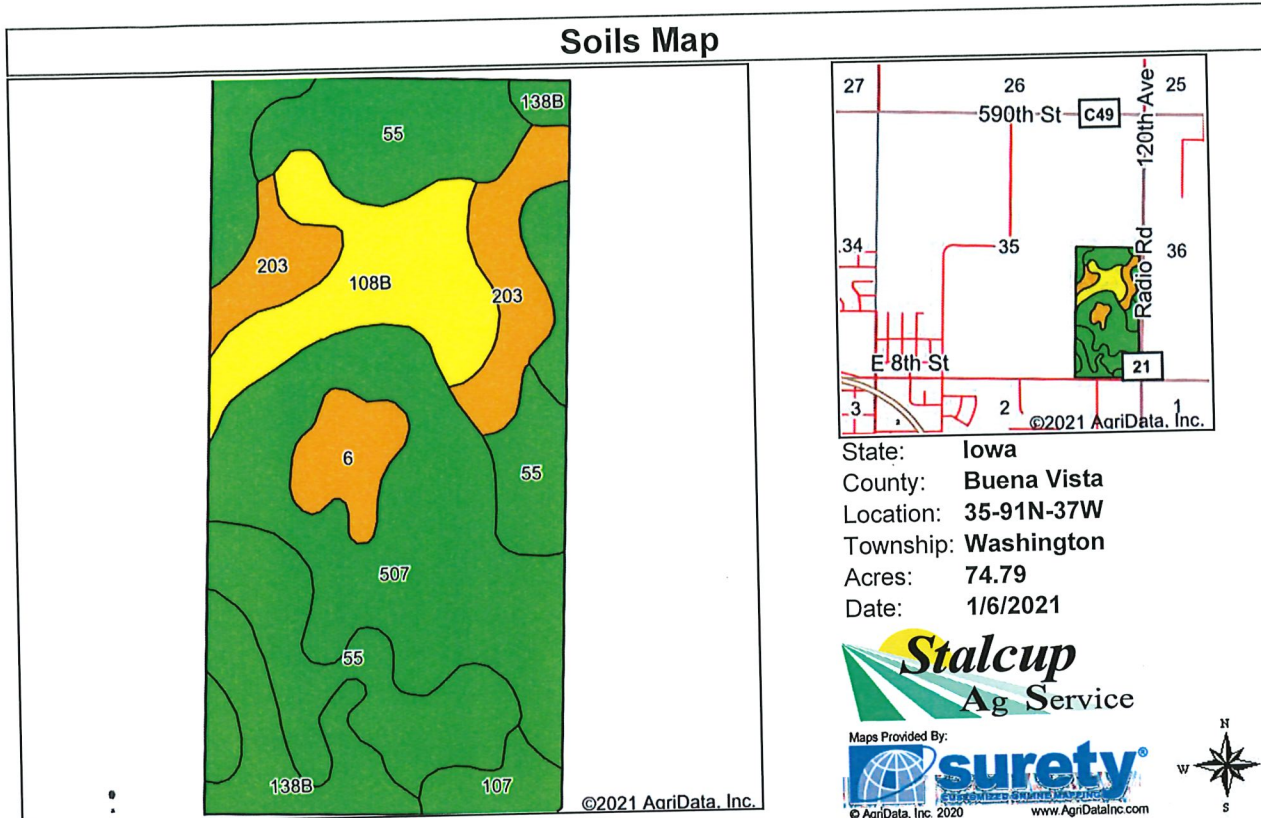 Soils Map
138B
55
203
108B
203
6
55
507
55
138B
107
©2021 AgriData, Inc.
27
26
25
590th St
C49
120th Ave
34
35
36
Radio Rd
E 8th St
21
3
2
1
©2021 AgriData, Inc.
State: Iowa
County: Buena Vista
Location: 35-91N-37W
Township: Washington
Acres: 74.79
Date: 1/6/2021
Stalcup
Ag Service
Maps Provided By:
surety®
CUSTOMIZED ONLINE MAPPING
© AgriData, Inc. 2020
www.AgriDataInc.com
N
W
E
S